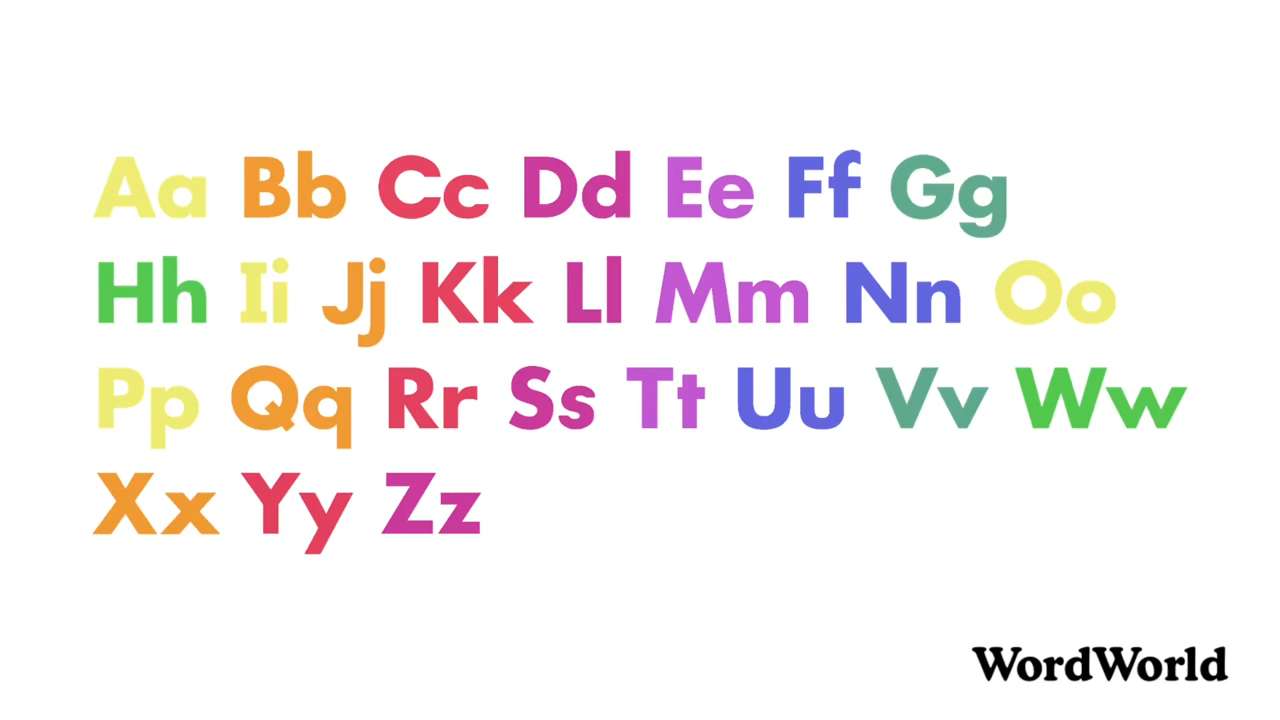 Aa Bb Cc Dd Ee Ff Gg
Hh Ii Jj Kk Ll Mm Nn Oo
Pp Qq Rr Ss Tt Uu Vv Ww
Xx Yy Zz
WordWorld